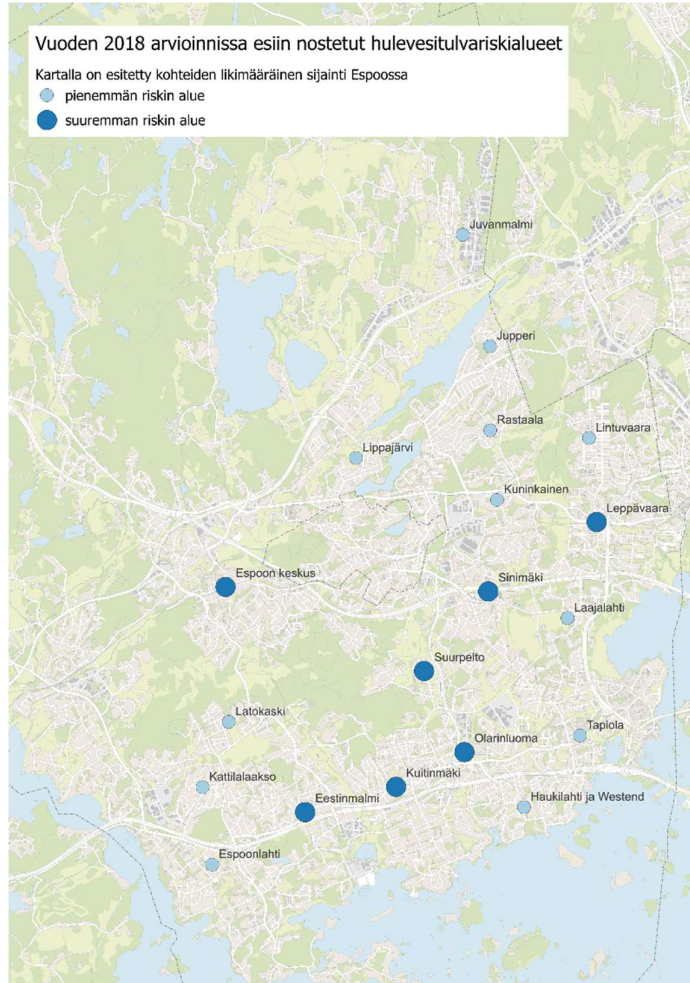 Vuoden 2018 arvioinnissa esiin nostetut hulevesitulvariskialueet
Kartalla on esitetty kohteiden likimääräinen sijainti Espoossa
pienemmän riskin alue
suuremman riskin alue
Juvanmalmi
Jupperi
Rastaala
Lintuvaara
Lippajärvi
Kuninkainen
Leppävaara
Espoon keskus
Sinimäki
Laajalahti
Suurpelto
Latokaski
Tapiola
Olarinluoma
Kattilalaakso
Kuitinmäki
Eestinmalmi
Haukilahti ja Westend
Espoonlahti